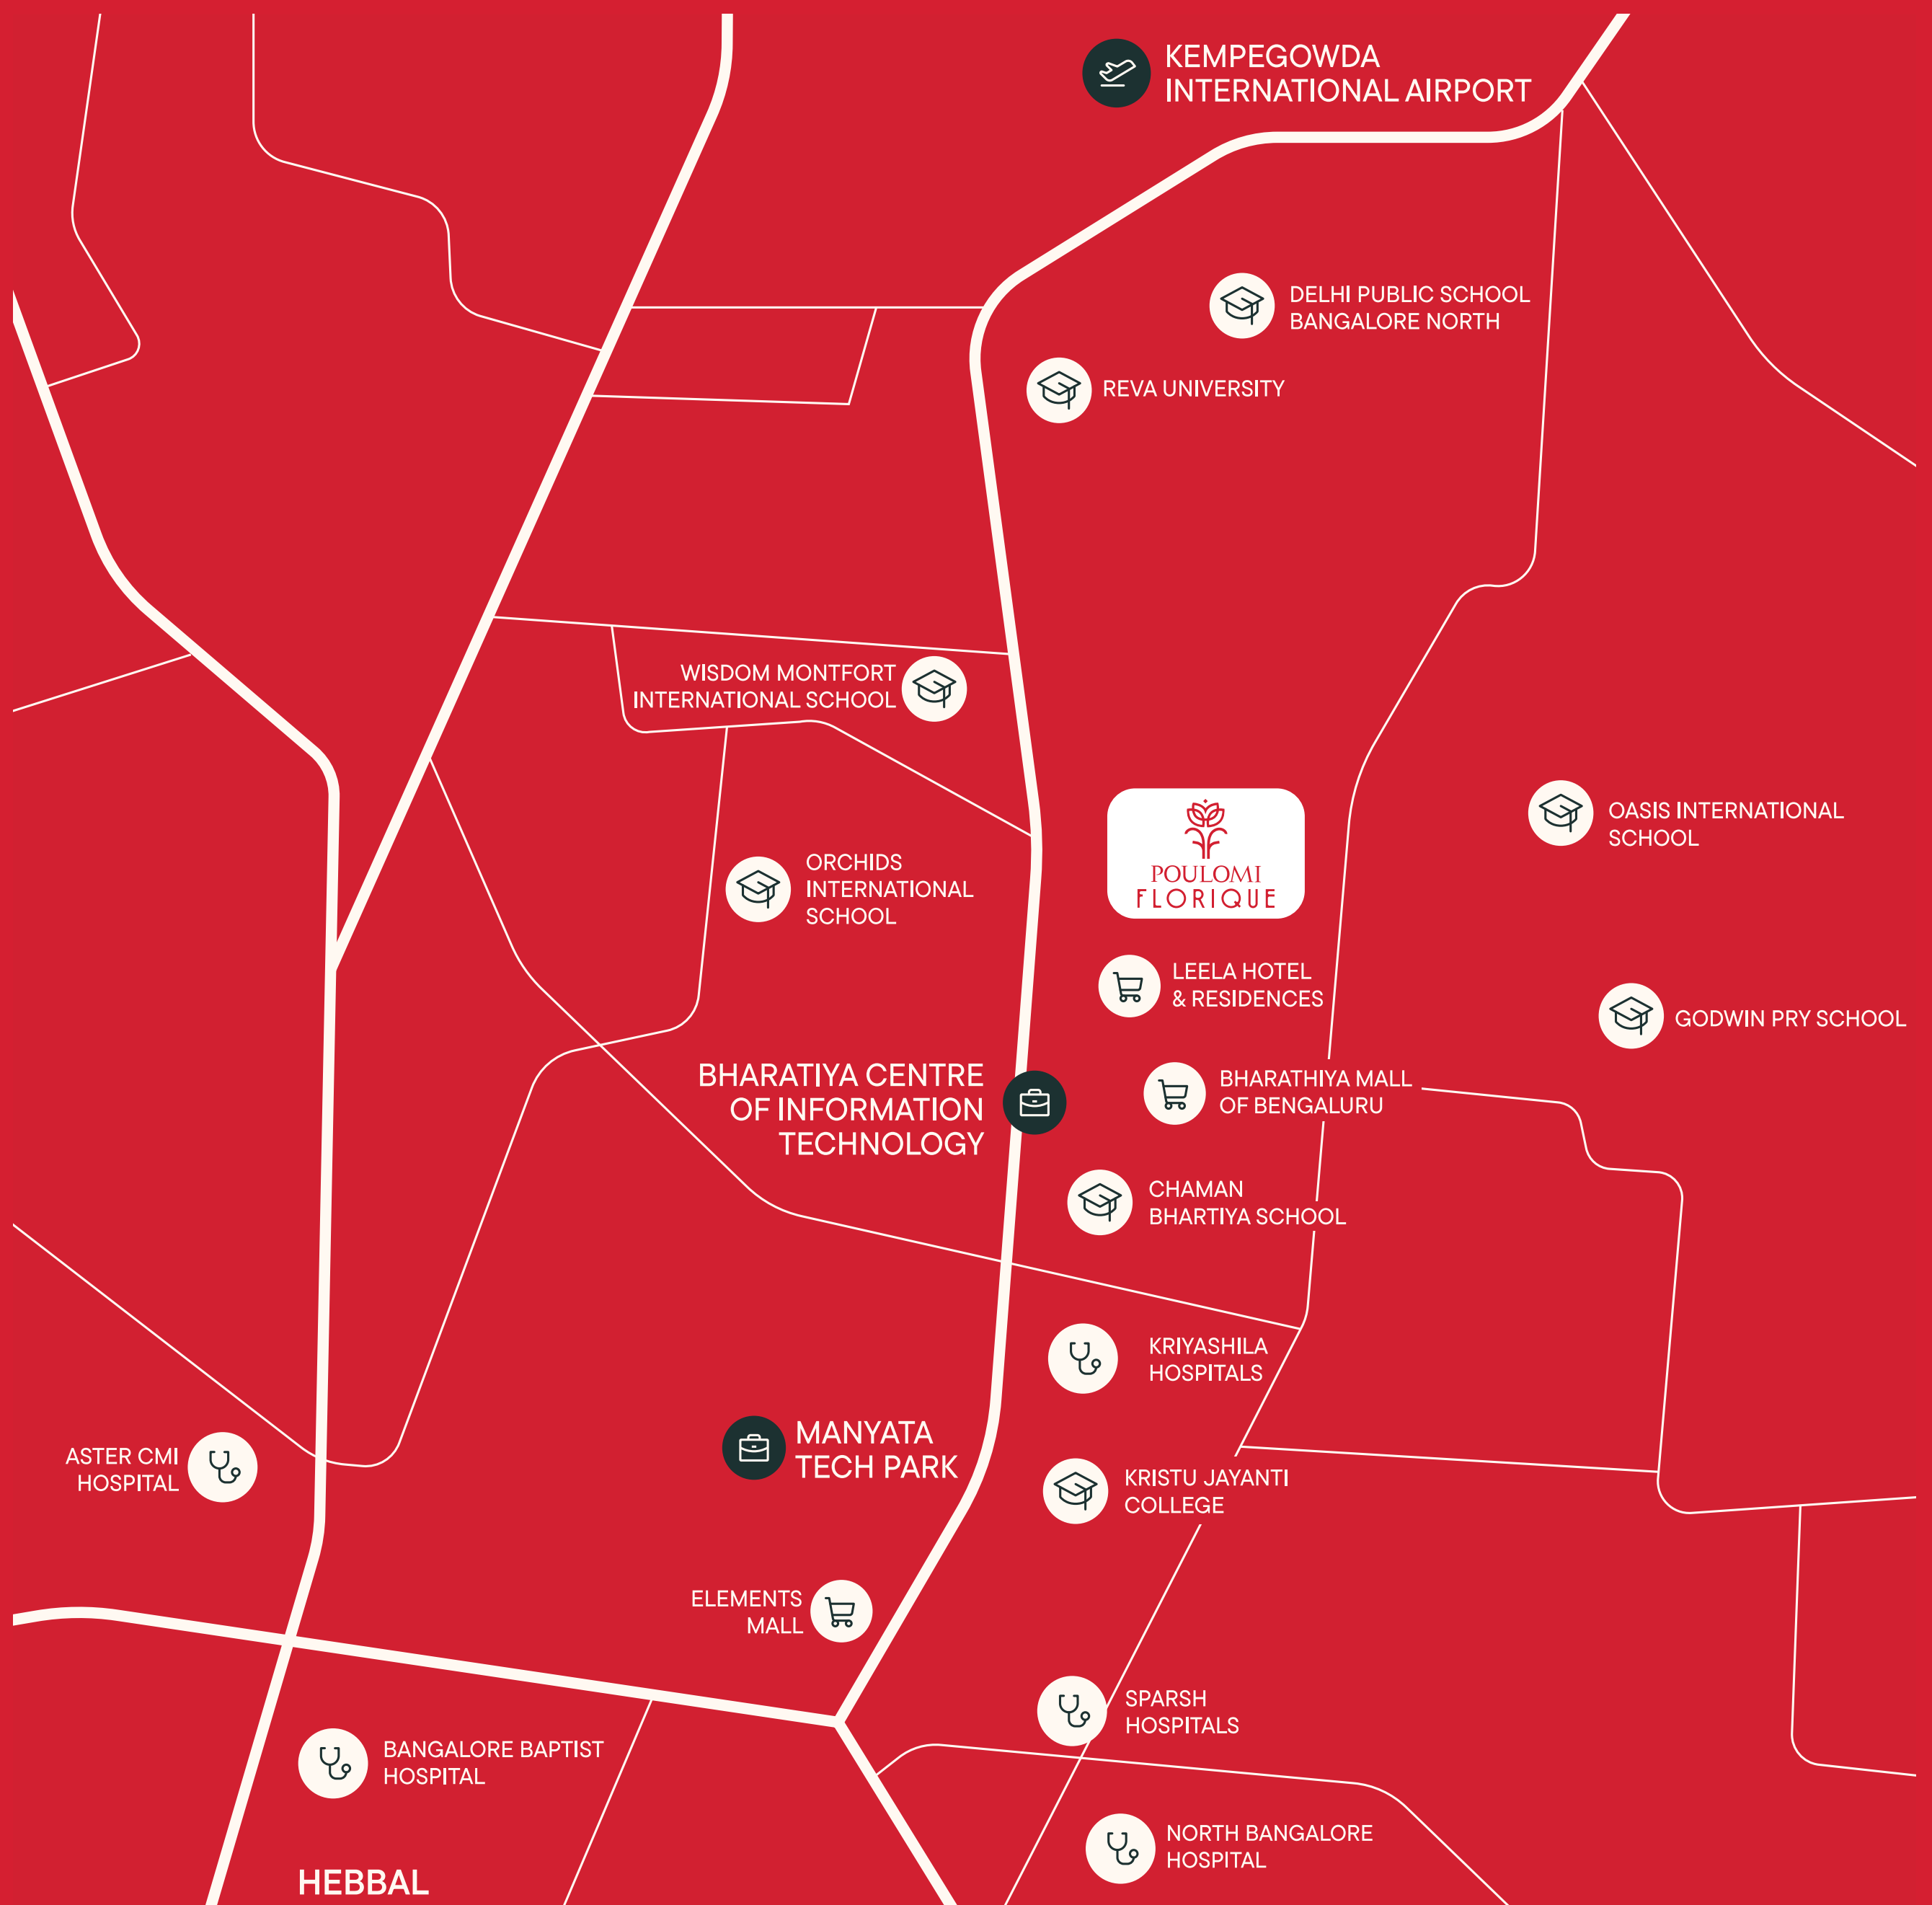 KEMPEGOWDA
INTERNATIONAL AIRPORT
DELHI PUBLIC SCHOOL
BANGALORE NORTH
REVA UNIVERSITY
WISDOM MONTFORT
INTERNATIONAL SCHOOL
OASIS INTERNATIONAL
SCHOOL
POULOMI
FLORIQUE
ORCHIDS
INTERNATIONAL
SCHOOL
LEELA HOTEL
& RESIDENCES
GODWIN PRY SCHOOL
BHARATIYA CENTRE
OF INFORMATION
TECHNOLOGY
BHARATHIYA MALL
OF BENGALURU
CHAMAN
BHARTIYA SCHOOL
KRIYASHILA
HOSPITALS
MANYATA
TECH PARK
ASTER CMI
HOSPITAL
KRISTU JAYANTI
COLLEGE
ELEMENTS
MALL
SPARSH
HOSPITALS
BANGALORE BAPTIST
HOSPITAL
NORTH BANGALORE
HOSPITAL
HEBBAL